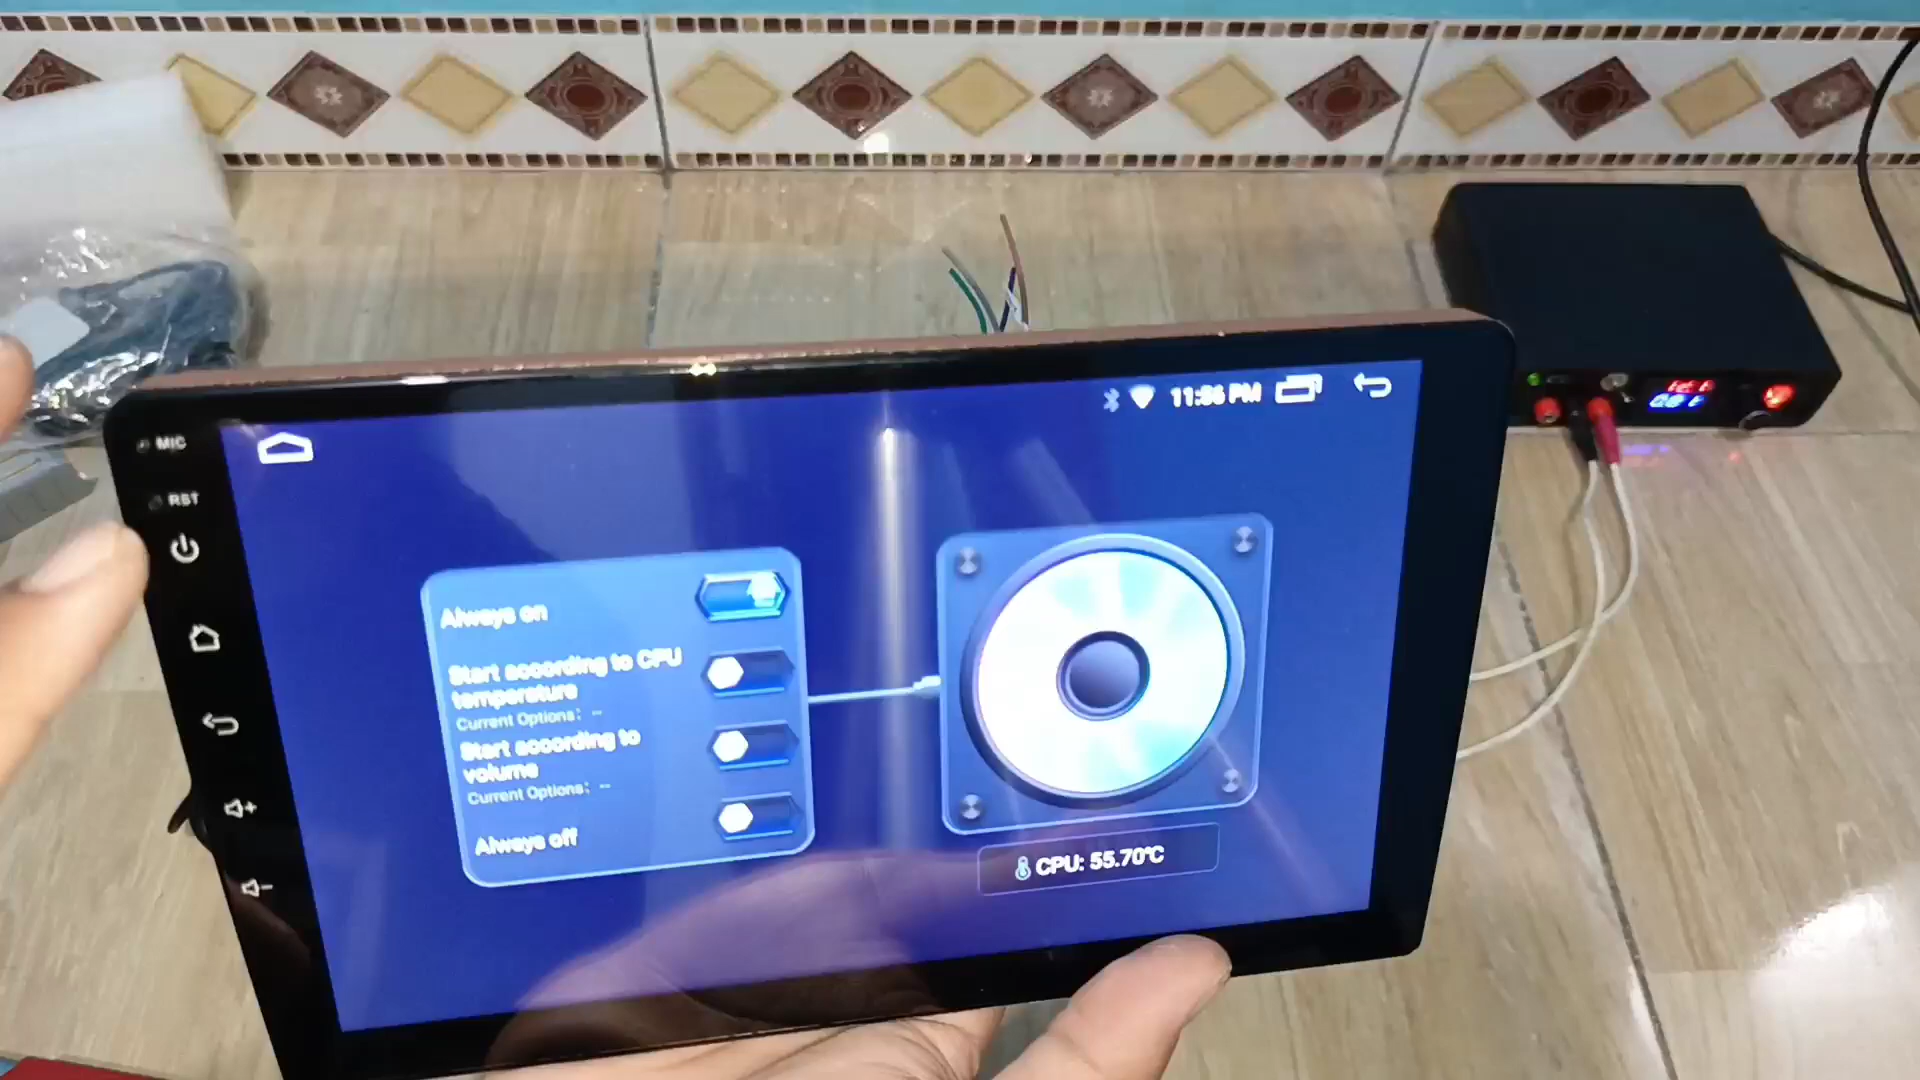 MIC
RST
11:56 PM
Always on
Start according to CPU
temperature
Current Options: --
Start according to
volume
Current Options: --
Always off
CPU: 55.70℃